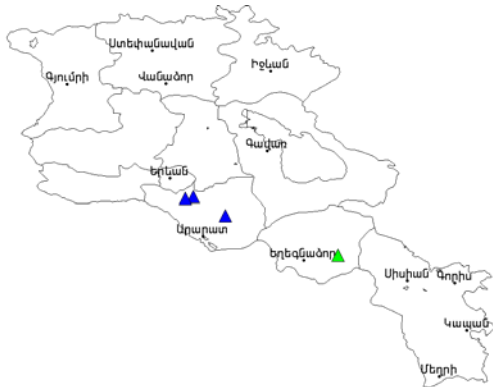 Ստեփանավան
Իջևան
Գյումրի
Վանաձոր
Գավառ
Երևան
Արարատ
Եղեգնաձոր
Սիսիան
Գորիս
Կապան
Մեղրի